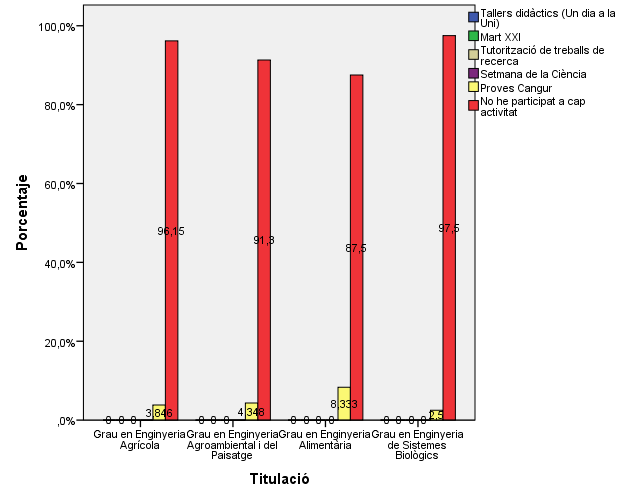 Tallers didàctics (Un dia a la
Uni)
Mart XXI
Tutorització de treballs de
recerca
Setmana de la Ciència
Proves Cangur
No he participat a cap
activitat
Porcentaje
100,0%
80,0%
60,0%
40,0%
20,0%
,0%
96,15
91,3
87,5
97,5
0 0 0 3,846
0 0 0 4,348
0 0 0 0 8,333
0 0 0 0 2,5
Grau en Enginyeria
Agrícola
Grau en Enginyeria
Agroambiental i del
Paisatge
Grau en Enginyeria
Alimentària
Grau en Enginyeria
de Sistemes
Biològics
Titulació